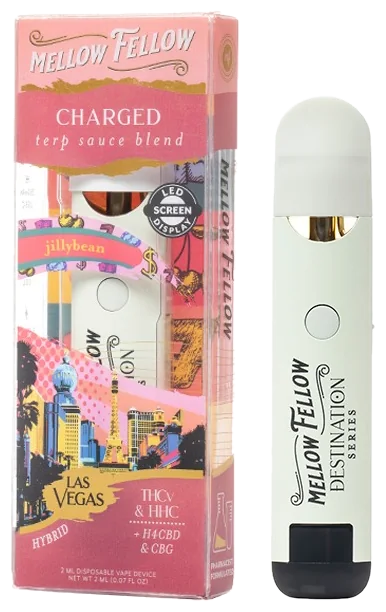 MELLOW FELLOW
CHARGED
terp sauce blend
LED
SCREEN
DISPLAY
jillybean
$
MELLOW FELLOW
LAS
VEGAS
HYBRID
THCV
& HHC
+ H4CBD
& CBG
2 ML DISPOSABLE VAPE DEVICE
NET WT 2 ML (0.07 FL OZ)
MELLOW FELLOW
DESTINATION
SERIES